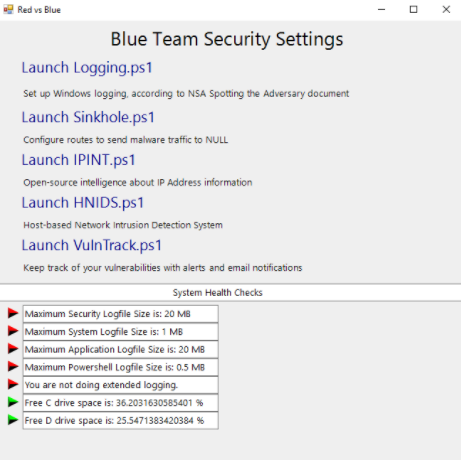 Red vs Blue
Blue Team Security Settings
Launch Logging.ps1
Set up Windows logging, according to NSA Spotting the Adversary document
Launch Sinkhole.ps1
Configure routes to send malware traffic to NULL
Launch IPINT.ps1
Open-source intelligence about IP Address information
Launch HNIDS.ps1
Host-based Network Intrusion Detection System
Launch VulnTrack.ps1
Keep track of your vulnerabilities with alerts and email notifications
System Health Checks
Maximum Security Logfile Size is: 20 MB
Maximum System Logfile Size is: 1 MB
Maximum Application Logfile Size is: 20 MB
Maximum Powershell Logfile Size is: 0.5 MB
You are not doing extended logging.
Free C drive space is: 36.2031630585401 %
Free D drive space is: 25.5471383420384 %